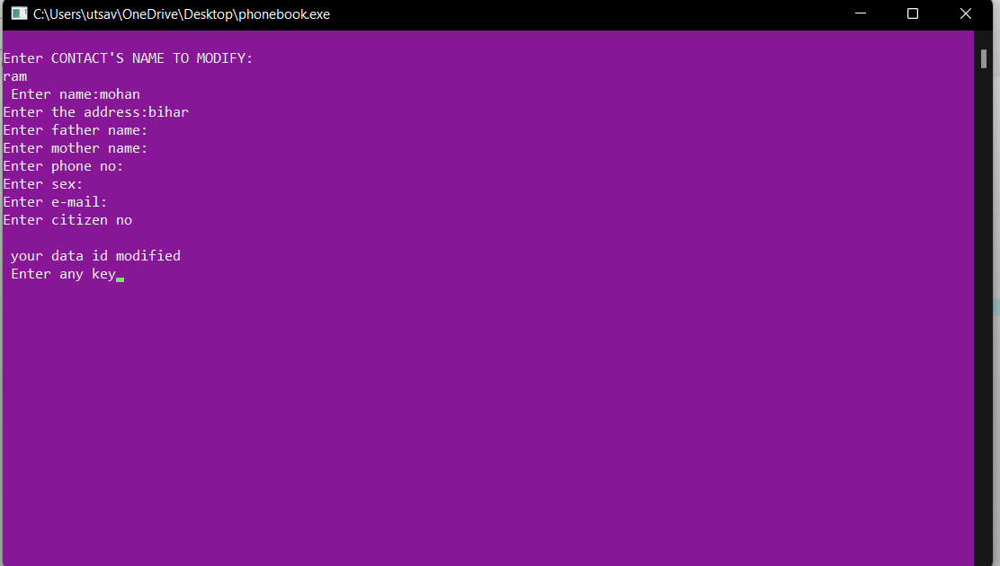 C:\Users\utsav\OneDrive\Desktop\phonebook.exe
Enter CONTACT'S NAME TO MODIFY:
ram
Enter name:mohan
Enter the address:bihar
Enter father name:
Enter mother name:
Enter phone no:
Enter sex:
Enter e-mail:
Enter citizen no
your data id modified
Enter any key